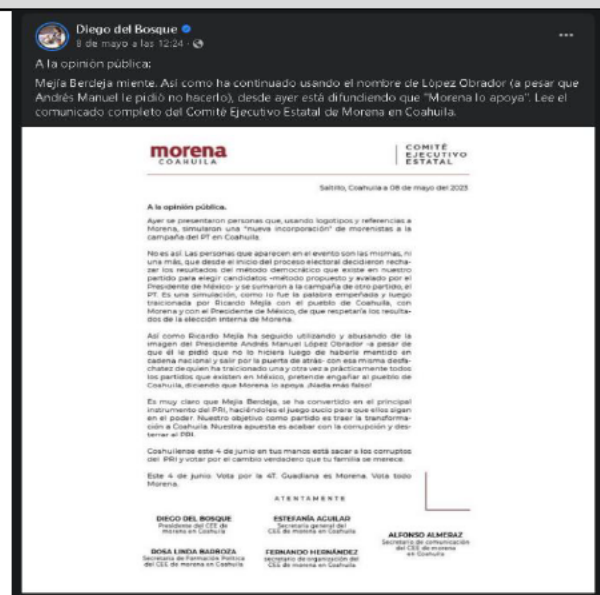 Diego del Bosque
8 de mayo a las 12:24 ·
A la opinión pública:
Mejía Berdeja miente. Así como ha continuado usando el nombre de López Obrador (a pesar que
Andrés Manuel le pidió no hacerlo), desde ayer está difundiendo que "Morena lo apoya". Lee el
comunicado completo del Comité Ejecutivo Estatal de Morena en Coahuila.
morena
COAHUILA
COMITÉ
EJECUTIVO
ESTATAL
Saltillo, Coahuila a 08 de mayo del 2023
A la opinión pública.
Ayer se presentaron personas que, usando logotipos y referencias a
Morena, simularon una "nueva incorporación" de morenistas a la
campaña del PT en Coahuila.
No es así. Las personas que aparecen en el evento son las mismas, ni
una más, que desde el inicio del proceso electoral decidieron recha-
zar los resultados del método democrático que existe en nuestro
partido para elegir candidatos -método propuesto y avalado por el
Presidente de México- y se sumaron a la campaña de otro partido, el
PT. Es una simulación, como lo fue la palabra empeñada y luego
traicionada por Ricardo Mejía con el pueblo de Coahuila, con
Morena y con el Presidente de México, de que respetaría los resulta-
dos de la elección interna de Morena.
Así como Ricardo Mejía ha seguido utilizando y abusando de la
imagen del Presidente Andrés Manuel López Obrador -a pesar de
que él le pidió que no lo hiciera luego de haberle mentido en
cadena nacional y salir por la puerta de atrás- con esa misma desfa-
chatez de quien ha traicionado una y otra vez a prácticamente todos
los partidos que existen en México, pretende engañar al pueblo de
Coahuila, diciendo que Morena lo apoya. ¡Nada más falso!
Es muy claro que Mejía Berdeja, se ha convertido en el principal
instrumento del PRI, haciéndoles el juego sucio para que ellos sigan
en el poder. Nuestro objetivo como partido es traer la transforma-
ción a Coahuila. Nuestra apuesta es acabar con la corrupción y des-
terrar al PRI.
Coahuilense este 4 de junio en tus manos está sacar a los corruptos
del PRI y votar por el cambio verdadero que tu familia se merece.
Este 4 de junio. Vota por la 4T. Guadiana es Morena. Vota todo
Morena.
ATENTAMENTE
DIEGO DEL BOSQUE
Presidente del CEE de
morena en Coahuila
ESTEFANÍA AGUILAR
Secretaria general del
CEE de morena en Coahuila
ALFONSO ALMERAZ
Secretario de comunicación
del CEE de morena
en Coahuila
ROSA LINDA BARBOZA
Secretaria de Formación Política
del CEE de morena en Coahuila
FERNANDO HERNÁNDEZ
secretario de organización del
CEE de morena en Coahuila